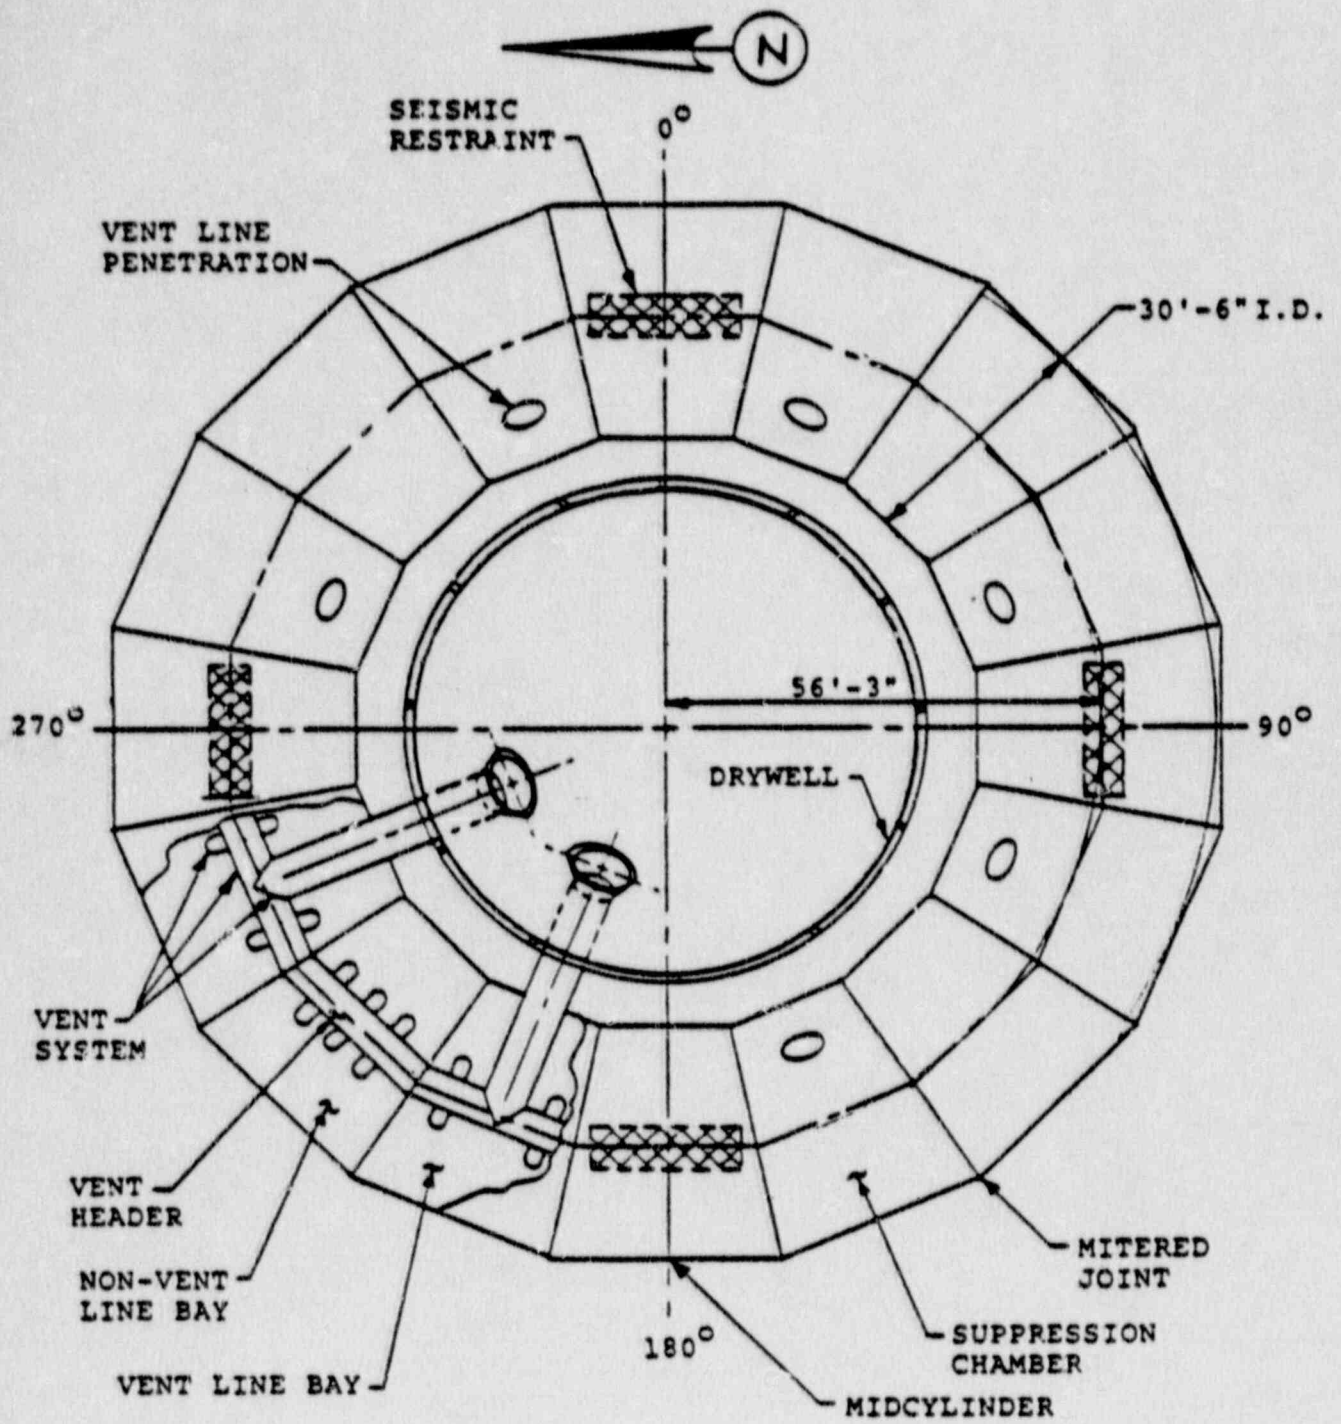 N
SEISMIC
RESTRAINT
0°
VENT LINE
PENETRATION
30'-6" I.D.
56'-3"
270°
90°
DRYWELL
VENT
SYSTEM
VENT
HEADER
NON-VENT
LINE BAY
VENT LINE BAY
180°
MITERED
JOINT
SUPPRESSION
CHAMBER
MIDCYLINDER